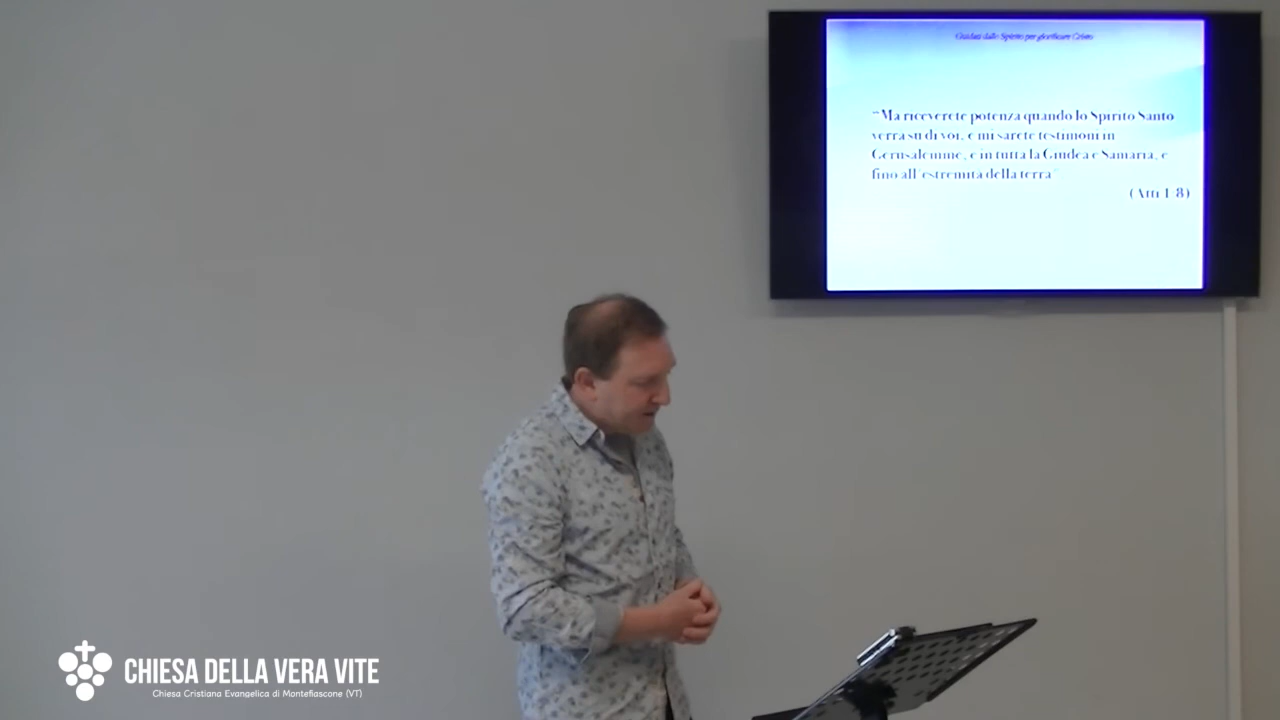 Guidati dallo Spirito per glorificare Cristo
“Ma riceverete potenza quando lo Spirito Santo
verrà su di voi, e mi sarete testimoni in
Gerusalemme, e in tutta la Giudea e Samaria, e
fino all'estremità della terra”
(Atti 1:8)
CHIESA DELLA VERA VITE
Chiesa Cristiana Evangelica di Montefiascone (VT)